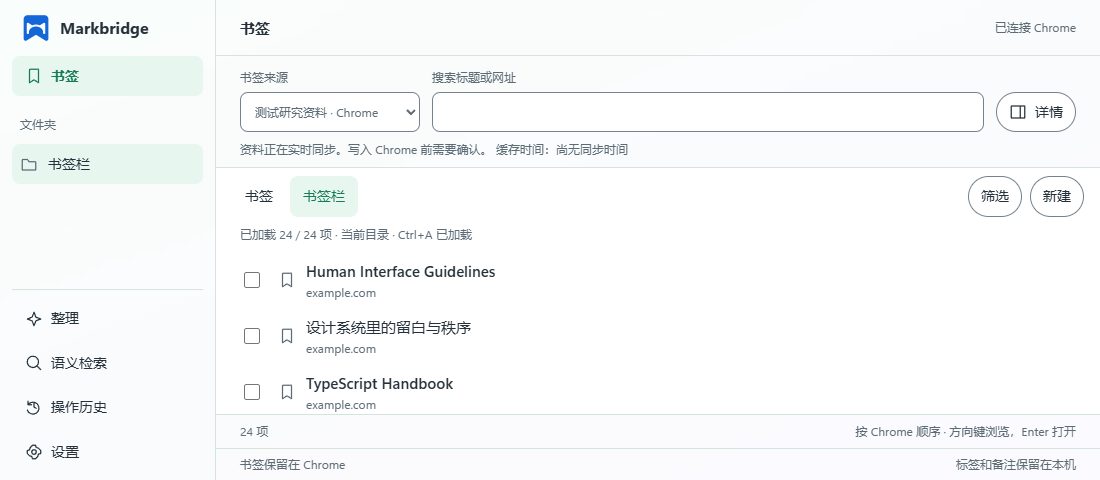 Markbridge
书签
文件夹
书签栏
整理
语义检索
操作历史
设置
书签
已连接 Chrome
书签来源
搜索标题或网址
测试研究资料 · Chrome
详情
资料正在实时同步。写入 Chrome 前需要确认。 缓存时间：尚无同步时间
书签
书签栏
筛选
新建
已加载 24 / 24 项 · 当前目录 · Ctrl+A 已加载
Human Interface Guidelines
example.com
设计系统里的留白与秩序
example.com
TypeScript Handbook
example.com
24 项
按 Chrome 顺序 · 方向键浏览，Enter 打开
书签保留在 Chrome
标签和备注保留在本机